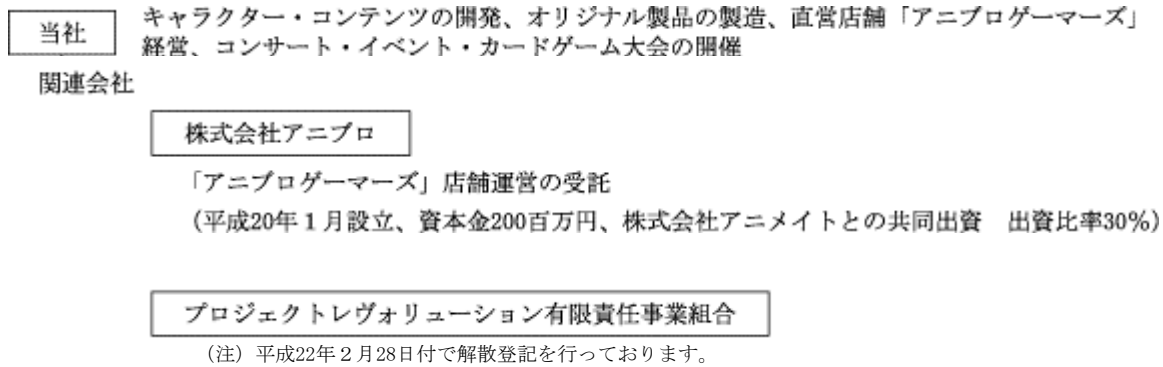 当社
キャラクター・コンテンツの開発、オリジナル製品の製造、直営店舗「アニブロゲーマーズ」
経営、コンサート・イベント・カードゲーム大会の開催
関連会社
株式会社アニブロ
「アニブロゲーマーズ」店舗運営の受託
(平成20年1月設立、資本金200百万円、株式会社アニメイトとの共同出資　出資比率30%)
プロジェクトレヴォリューション有限責任事業組合
(注) 平成22年2月28日付で解散登記を行っております。